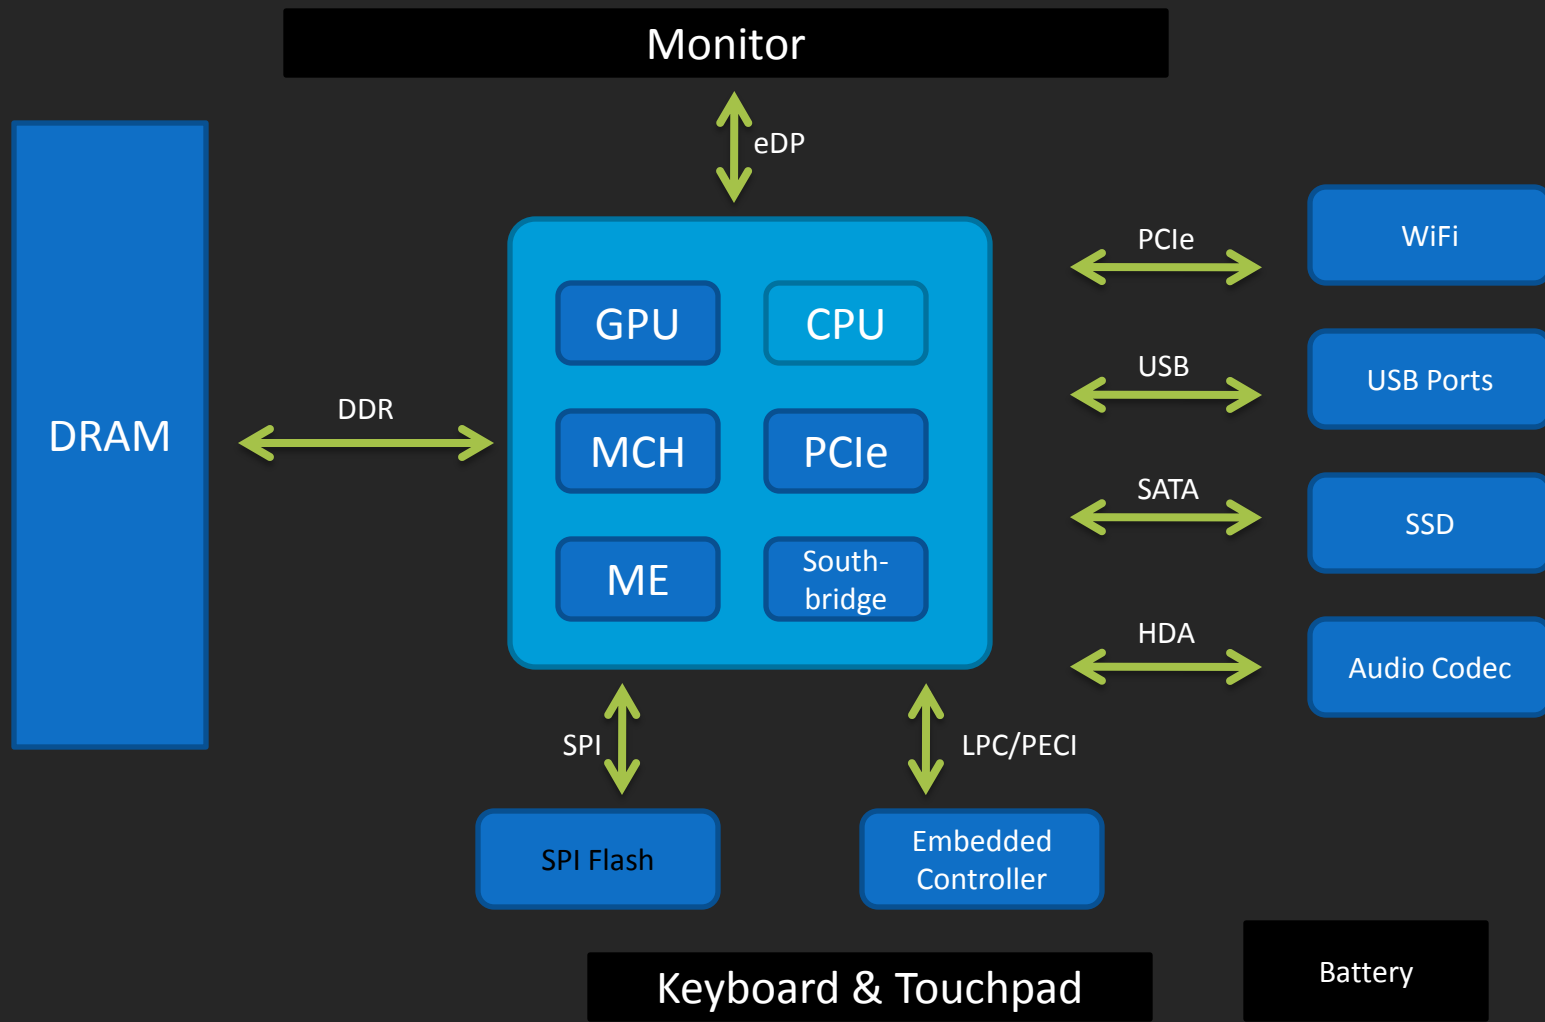 Monitor
eDP
DRAM
DDR
GPU
CPU
MCH
PCIe
ME
South-
bridge
PCIe
WiFi
USB
USB Ports
SATA
SSD
HDA
Audio Codec
SPI
LPC/PECI
SPI Flash
Embedded
Controller
Keyboard & Touchpad
Battery